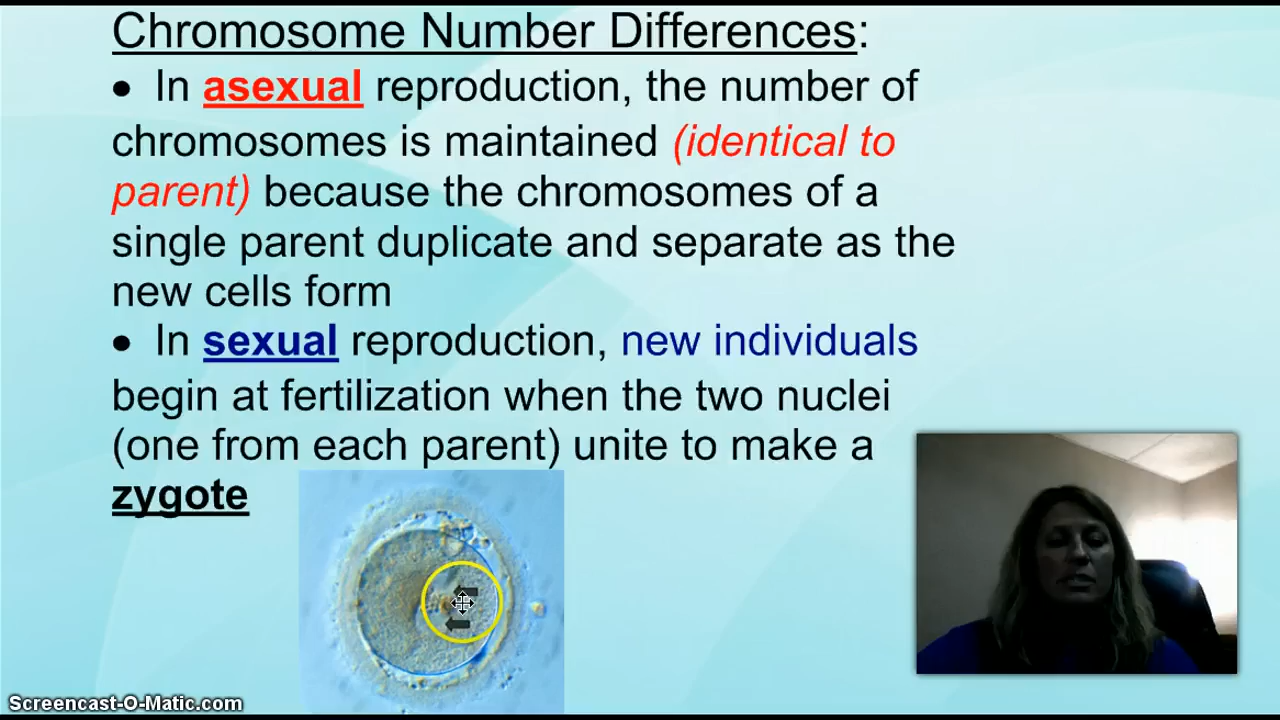 Chromosome Number Differences:
• In asexual reproduction, the number of
chromosomes is maintained (identical to
parent) because the chromosomes of a
single parent duplicate and separate as the
new cells form
• In sexual reproduction, new individuals
begin at fertilization when the two nuclei
(one from each parent) unite to make a
zygote
Screencast-O-Matic.com